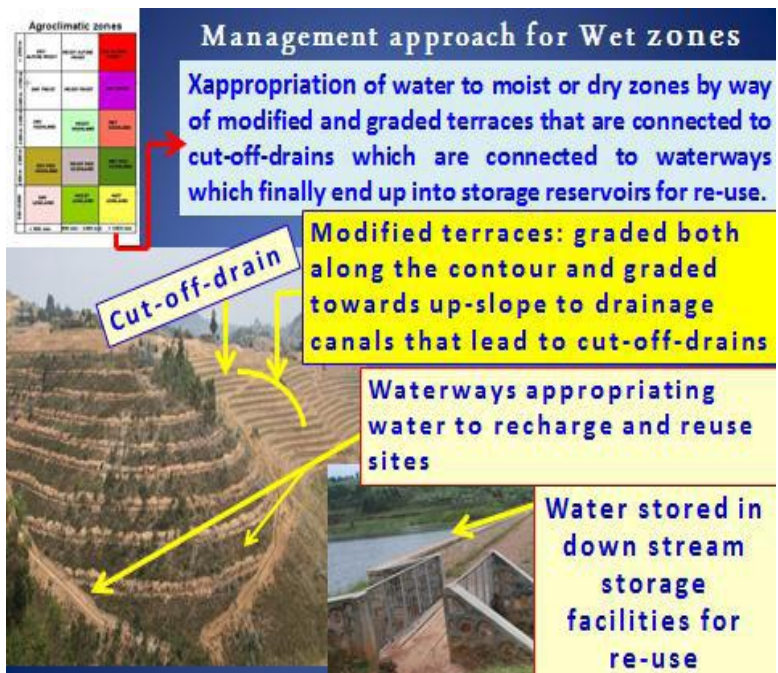 Agroclimatic zones
Management approach for Wet zones
Xappropriation of water to moist or dry zones by way
of modified and graded terraces that are connected to
cut-off-drains which are connected to waterways
which finally end up into storage reservoirs for re-use.
Cut-off-drain
Modified terraces: graded both
along the contour and graded
towards up-slope to drainage
canals that lead to cut-off-drains
Waterways appropriating
water to recharge and reuse
sites
Water stored in
down stream
storage
facilities for
re-use